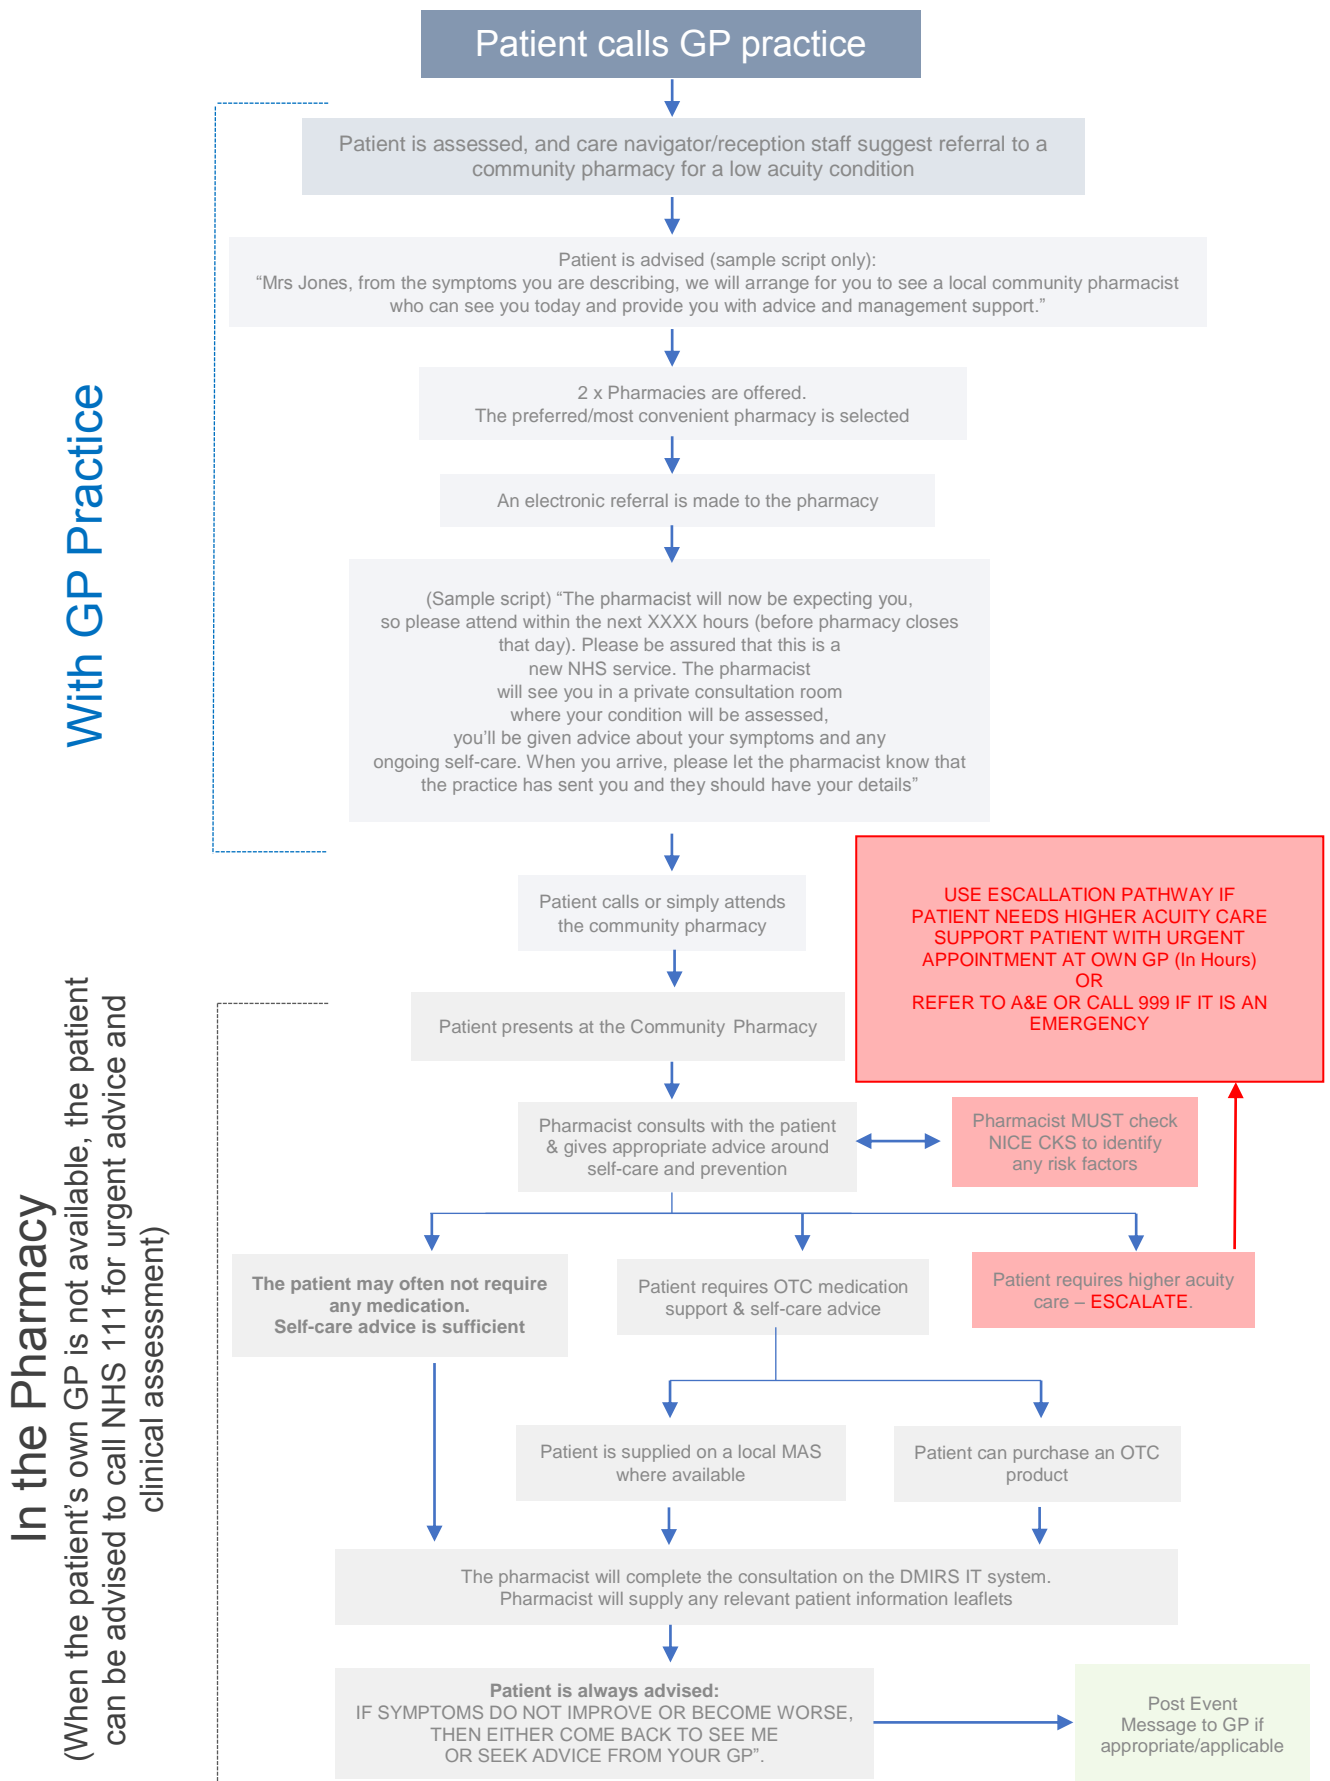 Patient calls GP practice
Patient is assessed, and care navigator/reception staff suggest referral to a
community pharmacy for a low acuity condition
Patient is advised (sample script only):
“Mrs Jones, from the symptoms you are describing, we will arrange for you to see a local community pharmacist
who can see you today and provide you with advice and management support.”
2 x Pharmacies are offered.
The preferred/most convenient pharmacy is selected
An electronic referral is made to the pharmacy
(Sample script) “The pharmacist will now be expecting you,
so please attend within the next XXXX hours (before pharmacy closes
that day). Please be assured that this is a
new NHS service. The pharmacist
will see you in a private consultation room
where your condition will be assessed,
you’ll be given advice about your symptoms and any
ongoing self-care. When you arrive, please let the pharmacist know that
the practice has sent you and they should have your details”
With GP Practice
Patient calls or simply attends
the community pharmacy
USE ESCALLATION PATHWAY IF
PATIENT NEEDS HIGHER ACUITY CARE
SUPPORT PATIENT WITH URGENT
APPOINTMENT AT OWN GP (In Hours)
OR
REFER TO A&E OR CALL 999 IF IT IS AN
EMERGENCY
In the Pharmacy
(When the patient’s own GP is not available, the patient
can be advised to call NHS 111 for urgent advice and
clinical assessment)
Patient presents at the Community Pharmacy
Pharmacist consults with the patient
& gives appropriate advice around
self-care and prevention
Pharmacist MUST check
NICE CKS to identify
any risk factors
The patient may often not require
any medication.
Self-care advice is sufficient
Patient requires OTC medication
support & self-care advice
Patient requires higher acuity
care – ESCALATE.
Patient is supplied on a local MAS
where available
Patient can purchase an OTC
product
The pharmacist will complete the consultation on the DMIRS IT system.
Pharmacist will supply any relevant patient information leaflets
Patient is always advised:
IF SYMPTOMS DO NOT IMPROVE OR BECOME WORSE,
THEN EITHER COME BACK TO SEE ME
OR SEEK ADVICE FROM YOUR GP”.
Post Event
Message to GP if
appropriate/applicable